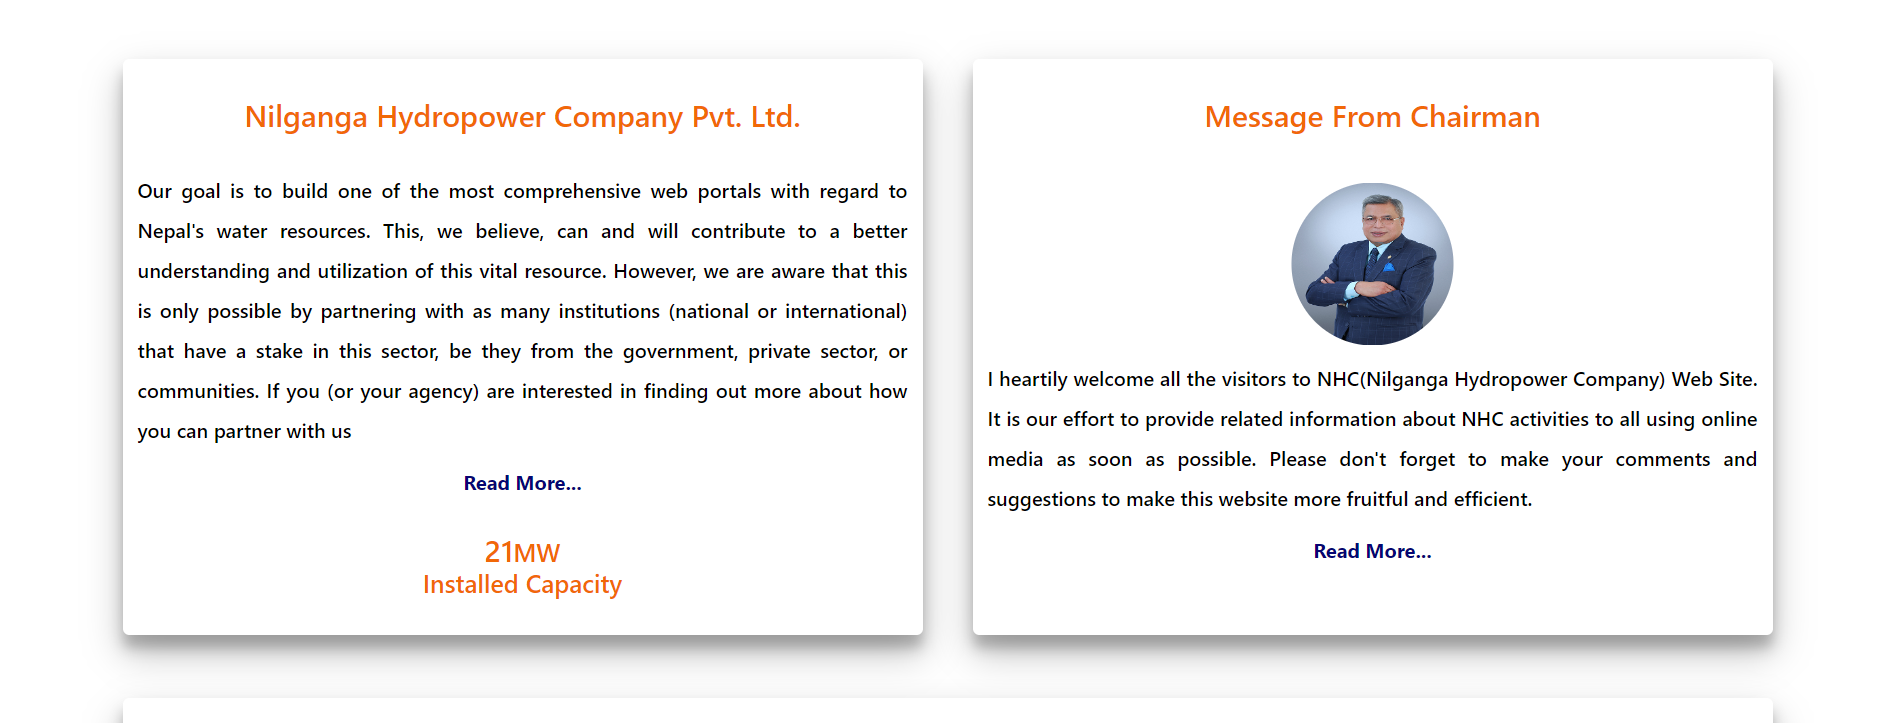 Nilganga Hydropower Company Pvt. Ltd.
Our goal is to build one of the most comprehensive web portals with regard to
Nepal's water resources. This, we believe, can and will contribute to a better
understanding and utilization of this vital resource. However, we are aware that this
is only possible by partnering with as many institutions (national or international)
that have a stake in this sector, be they from the government, private sector, or
communities. If you (or your agency) are interested in finding out more about how
you can partner with us
Read More...
21MW
Installed Capacity
Message From Chairman
I heartily welcome all the visitors to NHC(Nilganga Hydropower Company) Web Site.
It is our effort to provide related information about NHC activities to all using online
media as soon as possible. Please don't forget to make your comments and
suggestions to make this website more fruitful and efficient.
Read More...